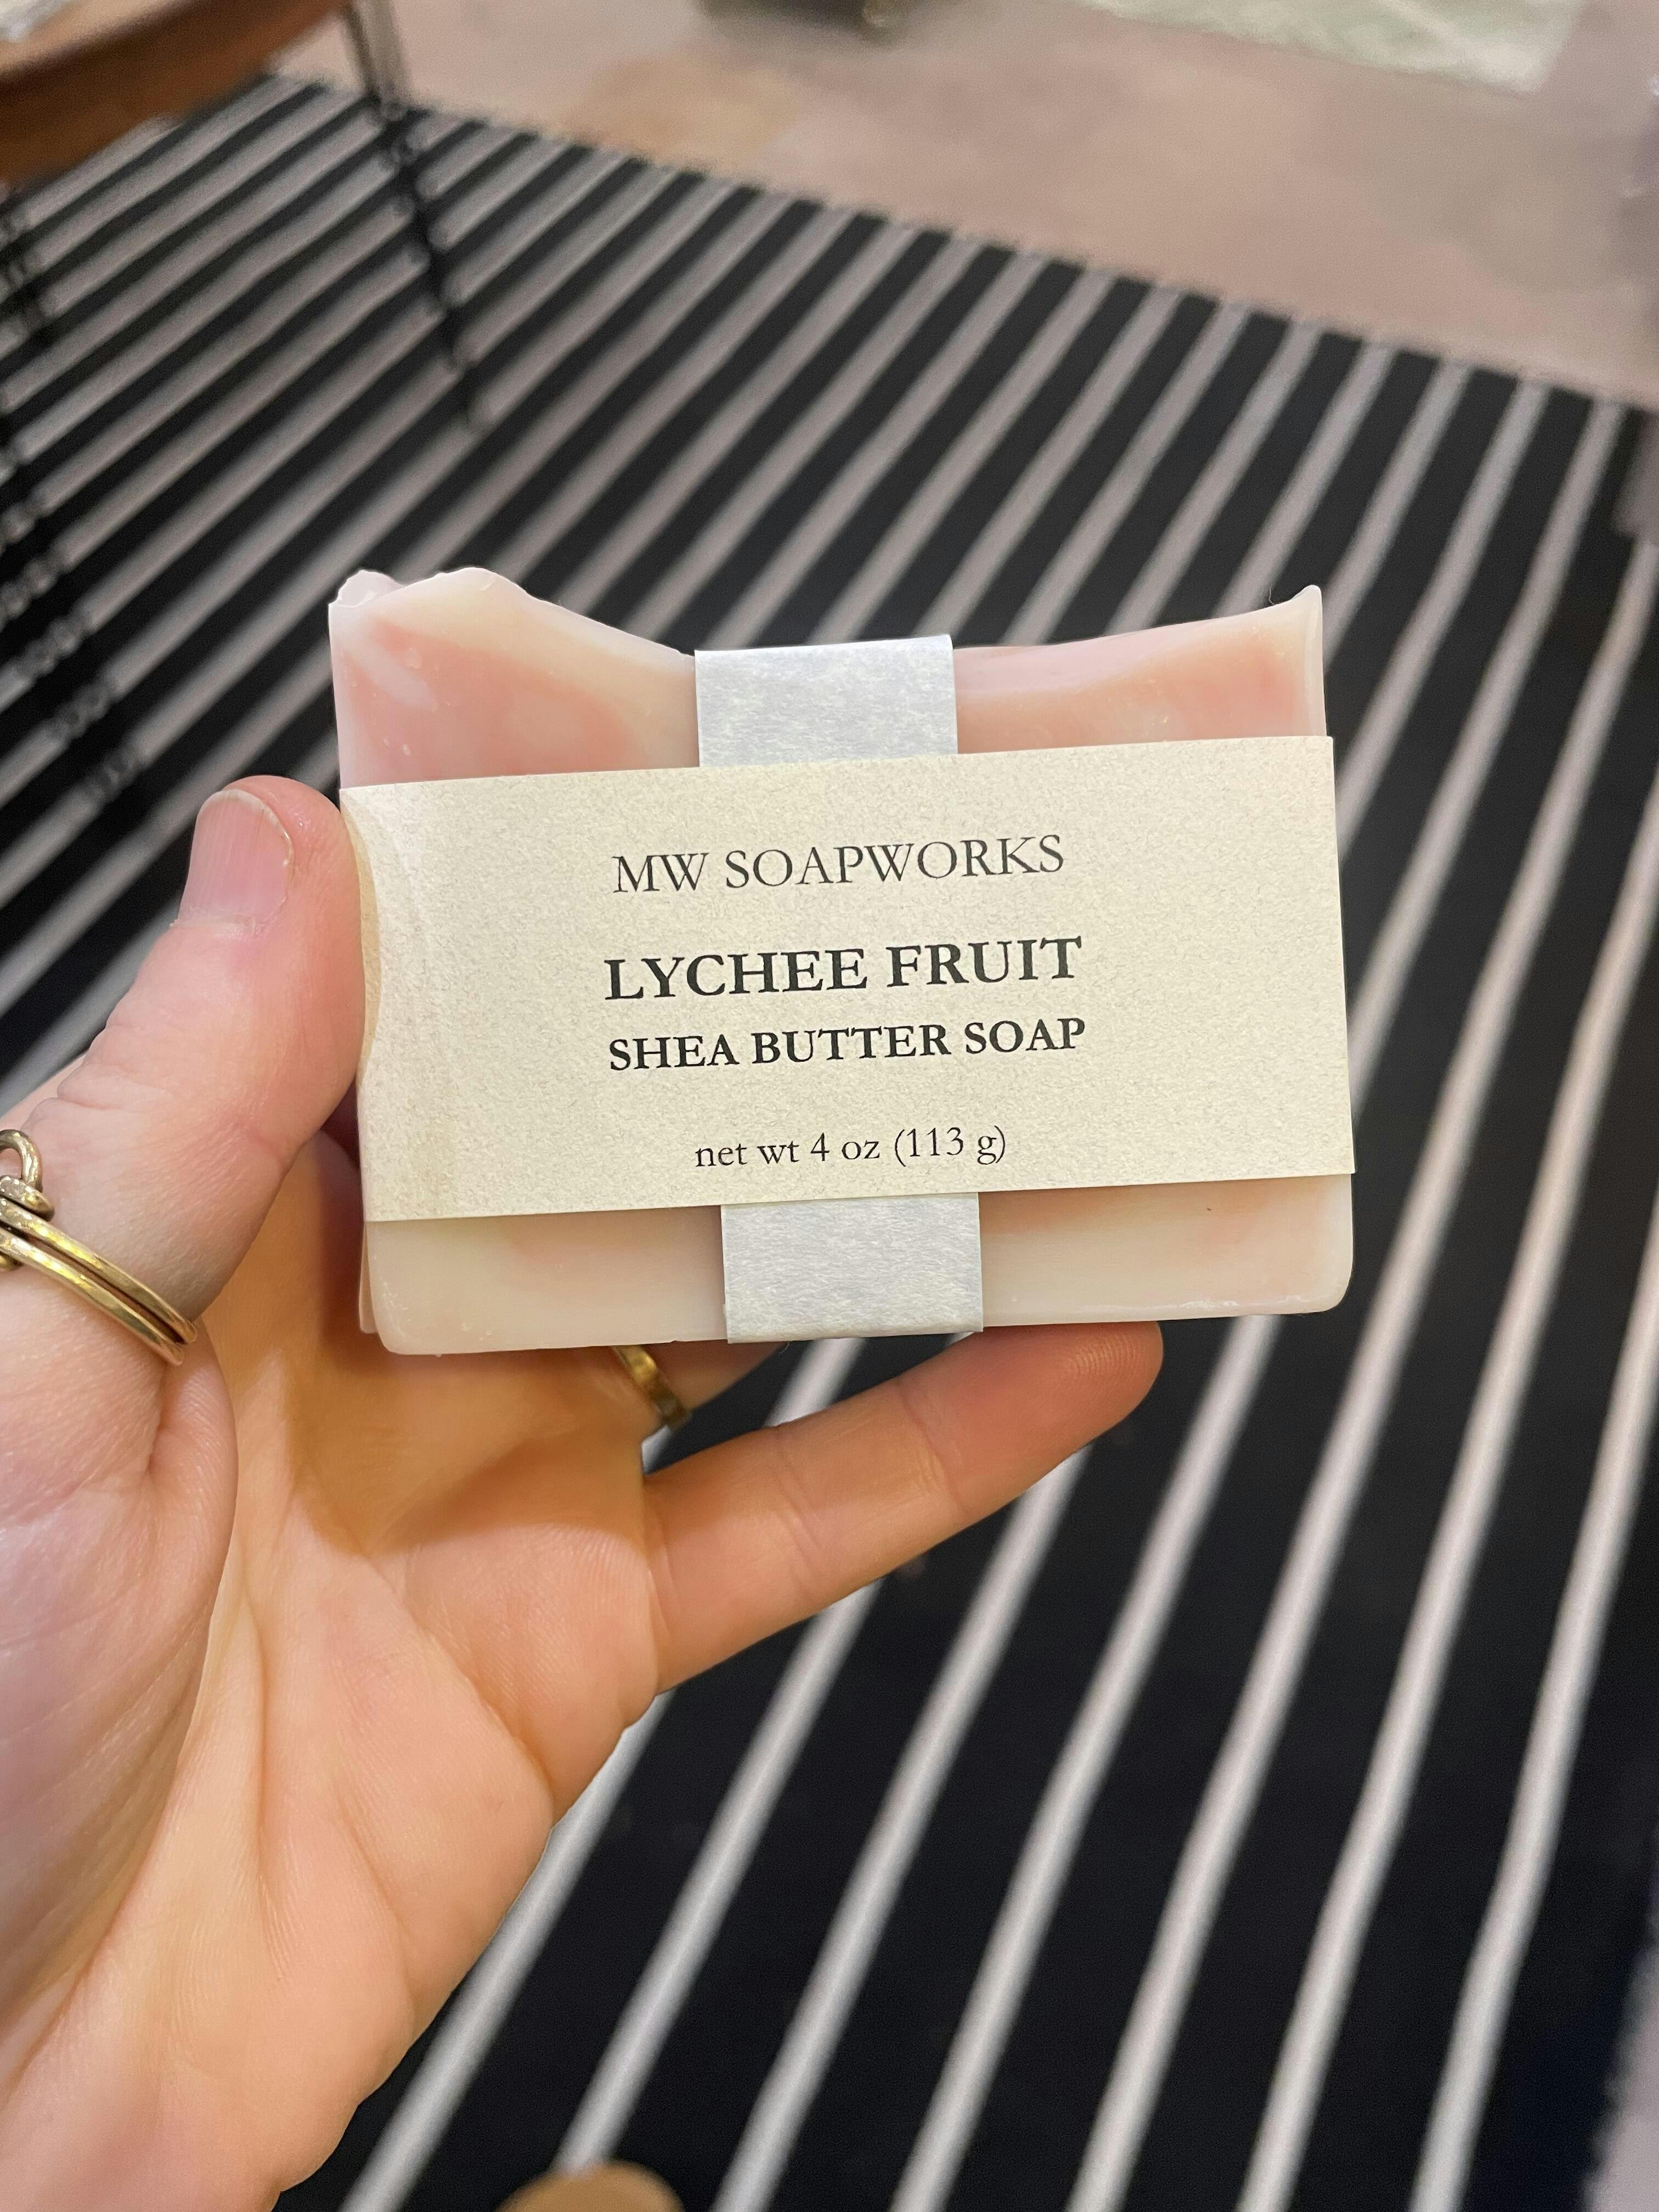 MW SOAPWORKS
LYCHEE FRUIT
SHEA BUTTER SOAP
net wt 4 oz (113 g)